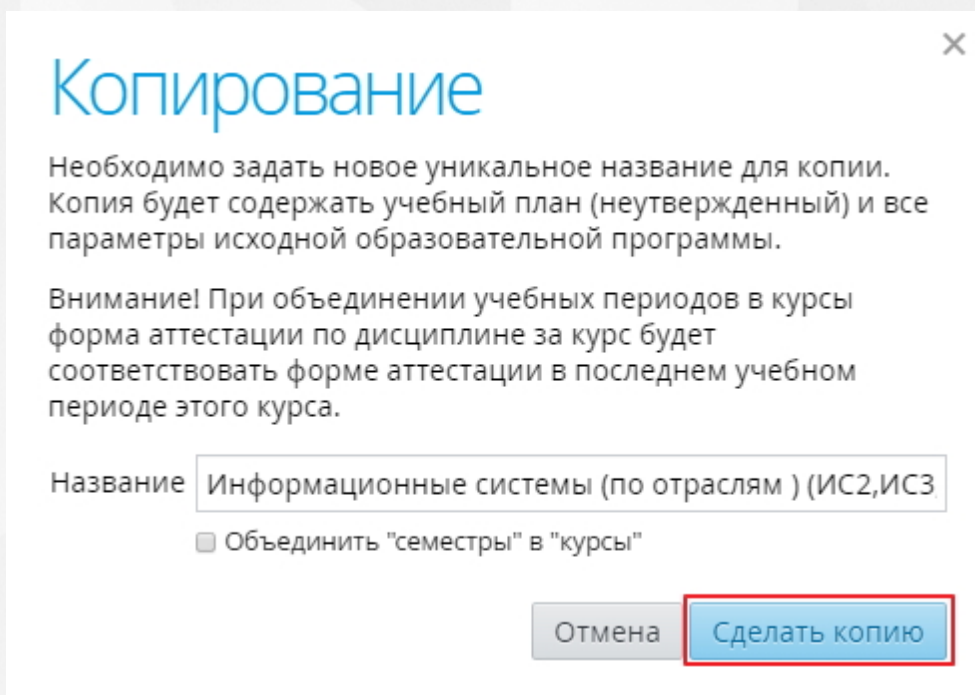 Копирование
Необходимо задать новое уникальное название для копии.
Копия будет содержать учебный план (неутвержденный) и все
параметры исходной образовательной программы.
Внимание! При объединении учебных периодов в курсы
форма аттестации по дисциплине за курс будет
соответствовать форме аттестации в последнем учебном
периоде этого курса.
Название Информационные системы (по отраслям ) (ИС2,ИС3,
Объединить "семестры" в "курсы"
Отмена Сделать копию